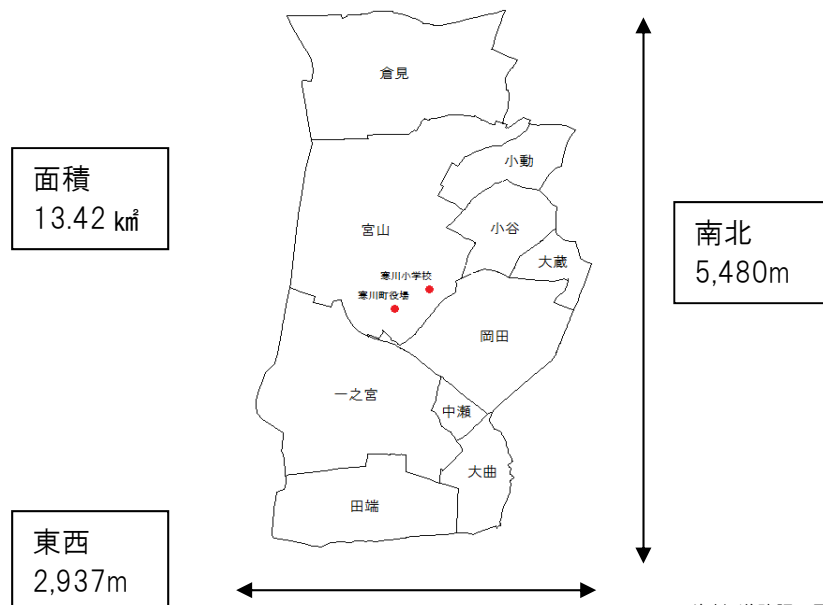 倉見
小動
面積
13.42 ㎢
宮山
小谷
南北
5,480m
大蔵
寒川小学校
寒川町役場
岡田
一之宮
中瀬
大曲
田端
東西
2,937m